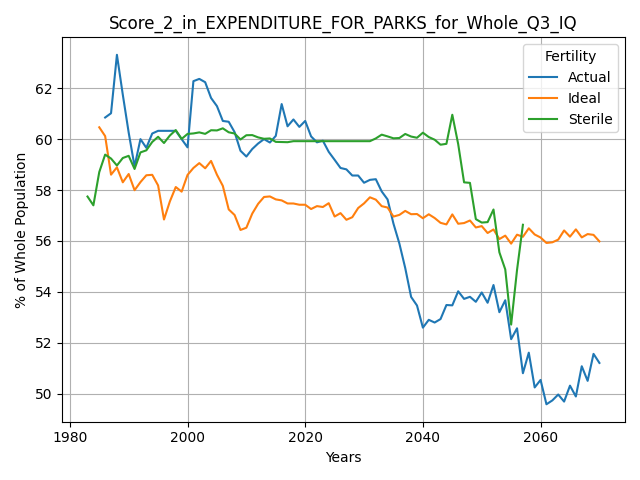 Score_2_in_EXPENDITURE_FOR_PARKS_for_Whole_Q3_IQ
Fertility
Actual
Ideal
Sterile
% of Whole Population
62
60
58
56
54
52
50
1980
2000
2020
2040
2060
Years